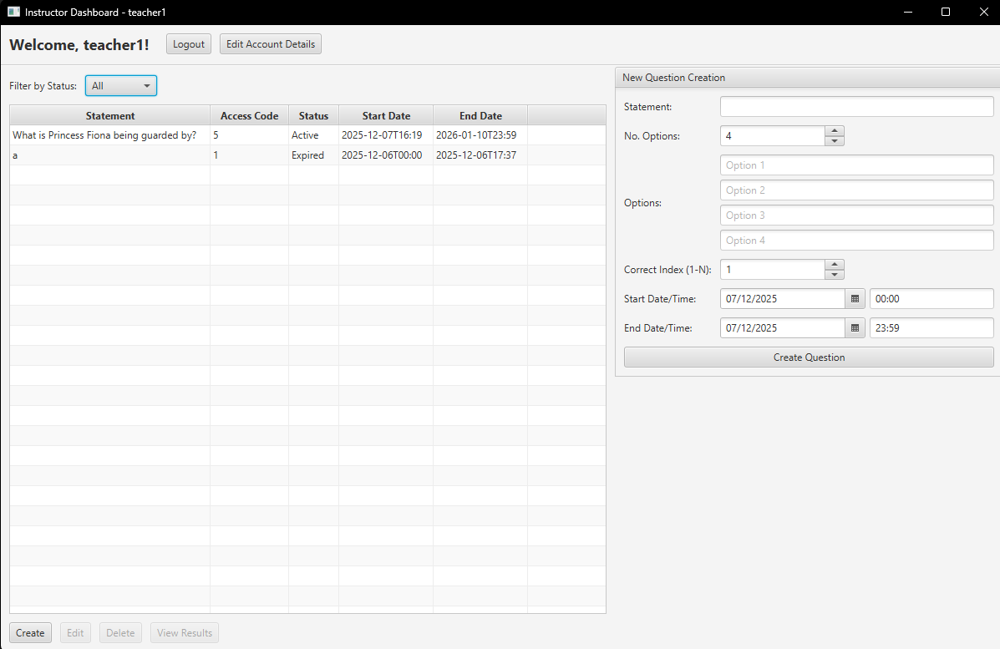 Instructor Dashboard - teacher1
Welcome, teacher1! Logout Edit Account Details
Filter by Status: All
Statement Access Code Status Start Date End Date
What is Princess Fiona being guarded by? 5 Active 2025-12-07T16:19 2026-01-10T23:59
a 1 Expired 2025-12-06T00:00 2025-12-06T17:37
Create Edit Delete View Results
New Question Creation
Statement:
No. Options: 4
Options:
Option 1
Option 2
Option 3
Option 4
Correct Index (1-N): 1
Start Date/Time: 07/12/2025 00:00
End Date/Time: 07/12/2025 23:59
Create Question